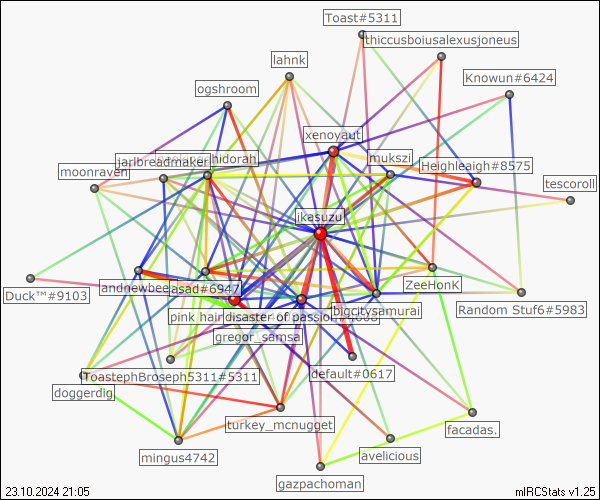 Toast#5311
thiccusboiusalexusjoneus
lahnk
Knowun#6424
ogshroom
xenoyaut
hidorah
jarlbreadmaker
mukszi
Heighleaigh#8575
moonraven
tescoroll
ikasuzu
andnewbee
asad#6947
ZeeHonK
Duck™#9103
bigcitysamurai
Random Stuf6#5983
pink hair
disaster of passion
gregor_samsa
ToastephBroseph5311#5311
default#0617
doggerdig
turkey_mcnugget
facadas.
mingus4742
avelicious
gazpachoman
23.10.2024 21:05
mIRCStats v1.25